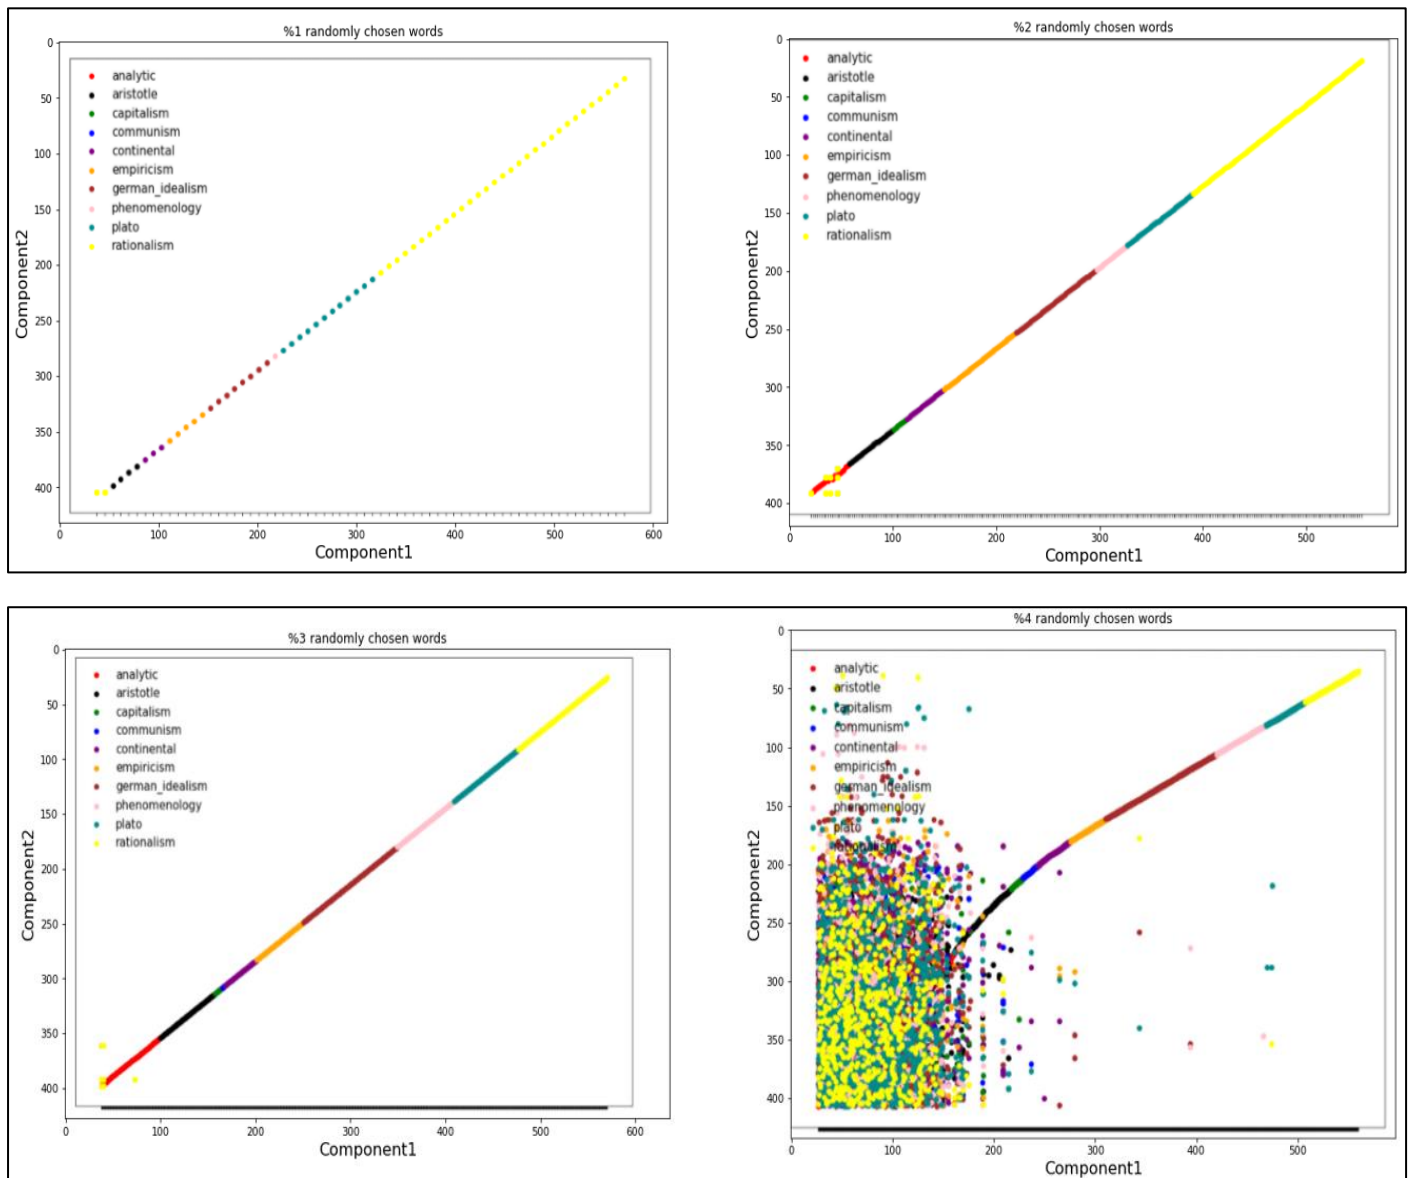 %1 randomly chosen words
0
50
100
150
200
250
300
350
400
Component2
analytic
aristotle
capitalism
communism
continental
empiricism
german_idealism
phenomenology
plato
rationalism
0 100 200 300 400 500 600
Component1
%2 randomly chosen words
0
50
100
150
200
250
300
350
400
Component2
analytic
aristotle
capitalism
communism
continental
empiricism
german_idealism
phenomenology
plato
rationalism
0 100 200 300 400 500
Component1
%3 randomly chosen words
0
50
100
150
200
250
300
350
400
Component2
analytic
aristotle
capitalism
communism
continental
empiricism
german_idealism
phenomenology
plato
rationalism
0 100 200 300 400 500 600
Component1
%4 randomly chosen words
0
50
100
150
200
250
300
350
400
Component2
analytic
aristotle
capitalism
communism
continental
empiricism
german_idealism
phenomenology
plato
rationalism
0 100 200 300 400 500
Component1